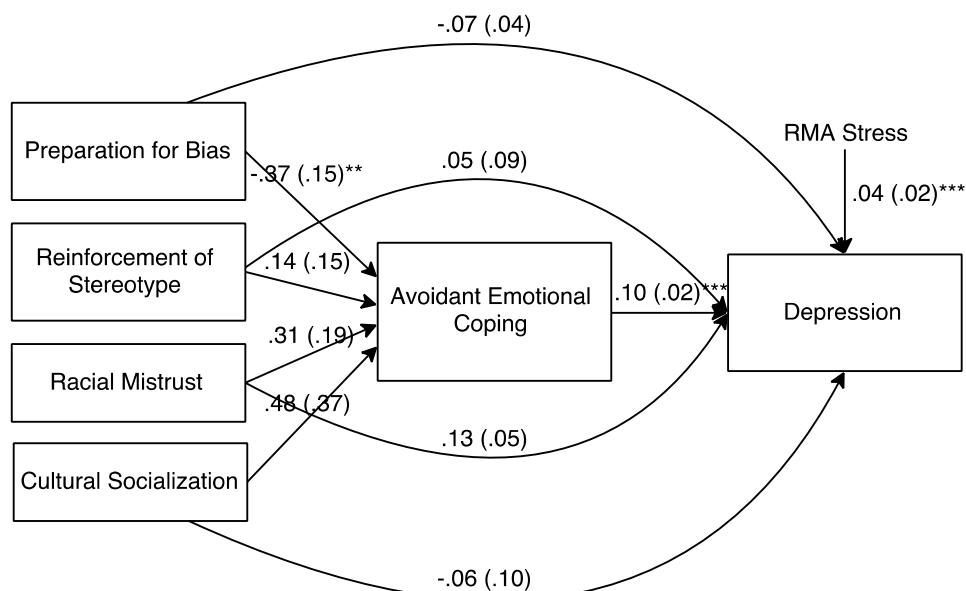 -.07 (.04)
RMA Stress
Preparation for Bias
.05 (.09)
-.37 (.15)**
.04 (.02)***
Reinforcement of
Stereotype
.14 (.15)
Avoidant Emotional
Coping
.10 (.02)***
Depression
.31 (.19)
Racial Mistrust
.48 (.37)
.13 (.05)
Cultural Socialization
-.06 (.10)